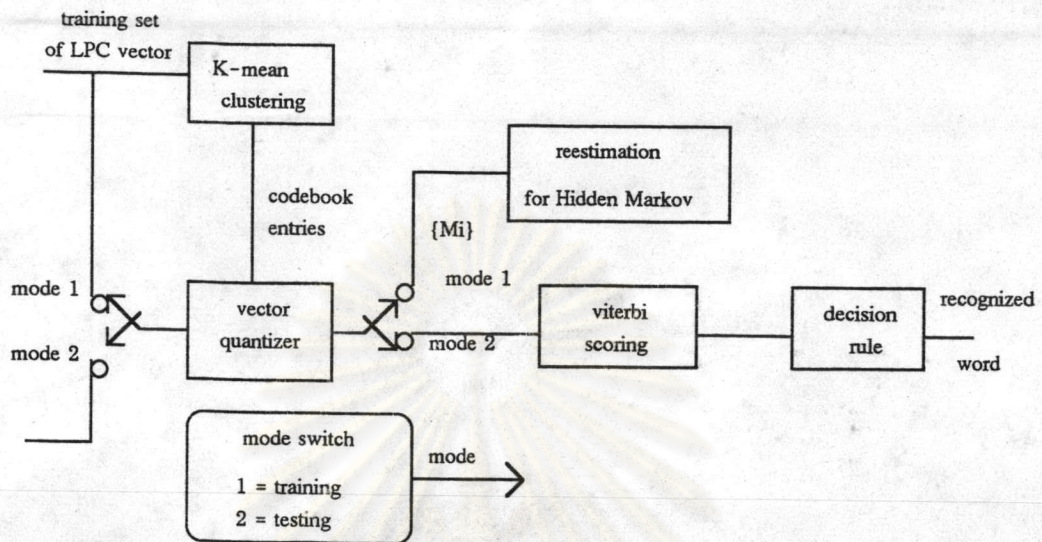 training set
of LPC vector
K-mean
clustering
reestimation
for Hidden Markov
codebook
entries
{Mi}
mode 1
mode 1
vector
quantizer
viterbi
scoring
decision
rule
recognized
word
mode 2
mode 2
mode switch
1 = training
2 = testing
mode